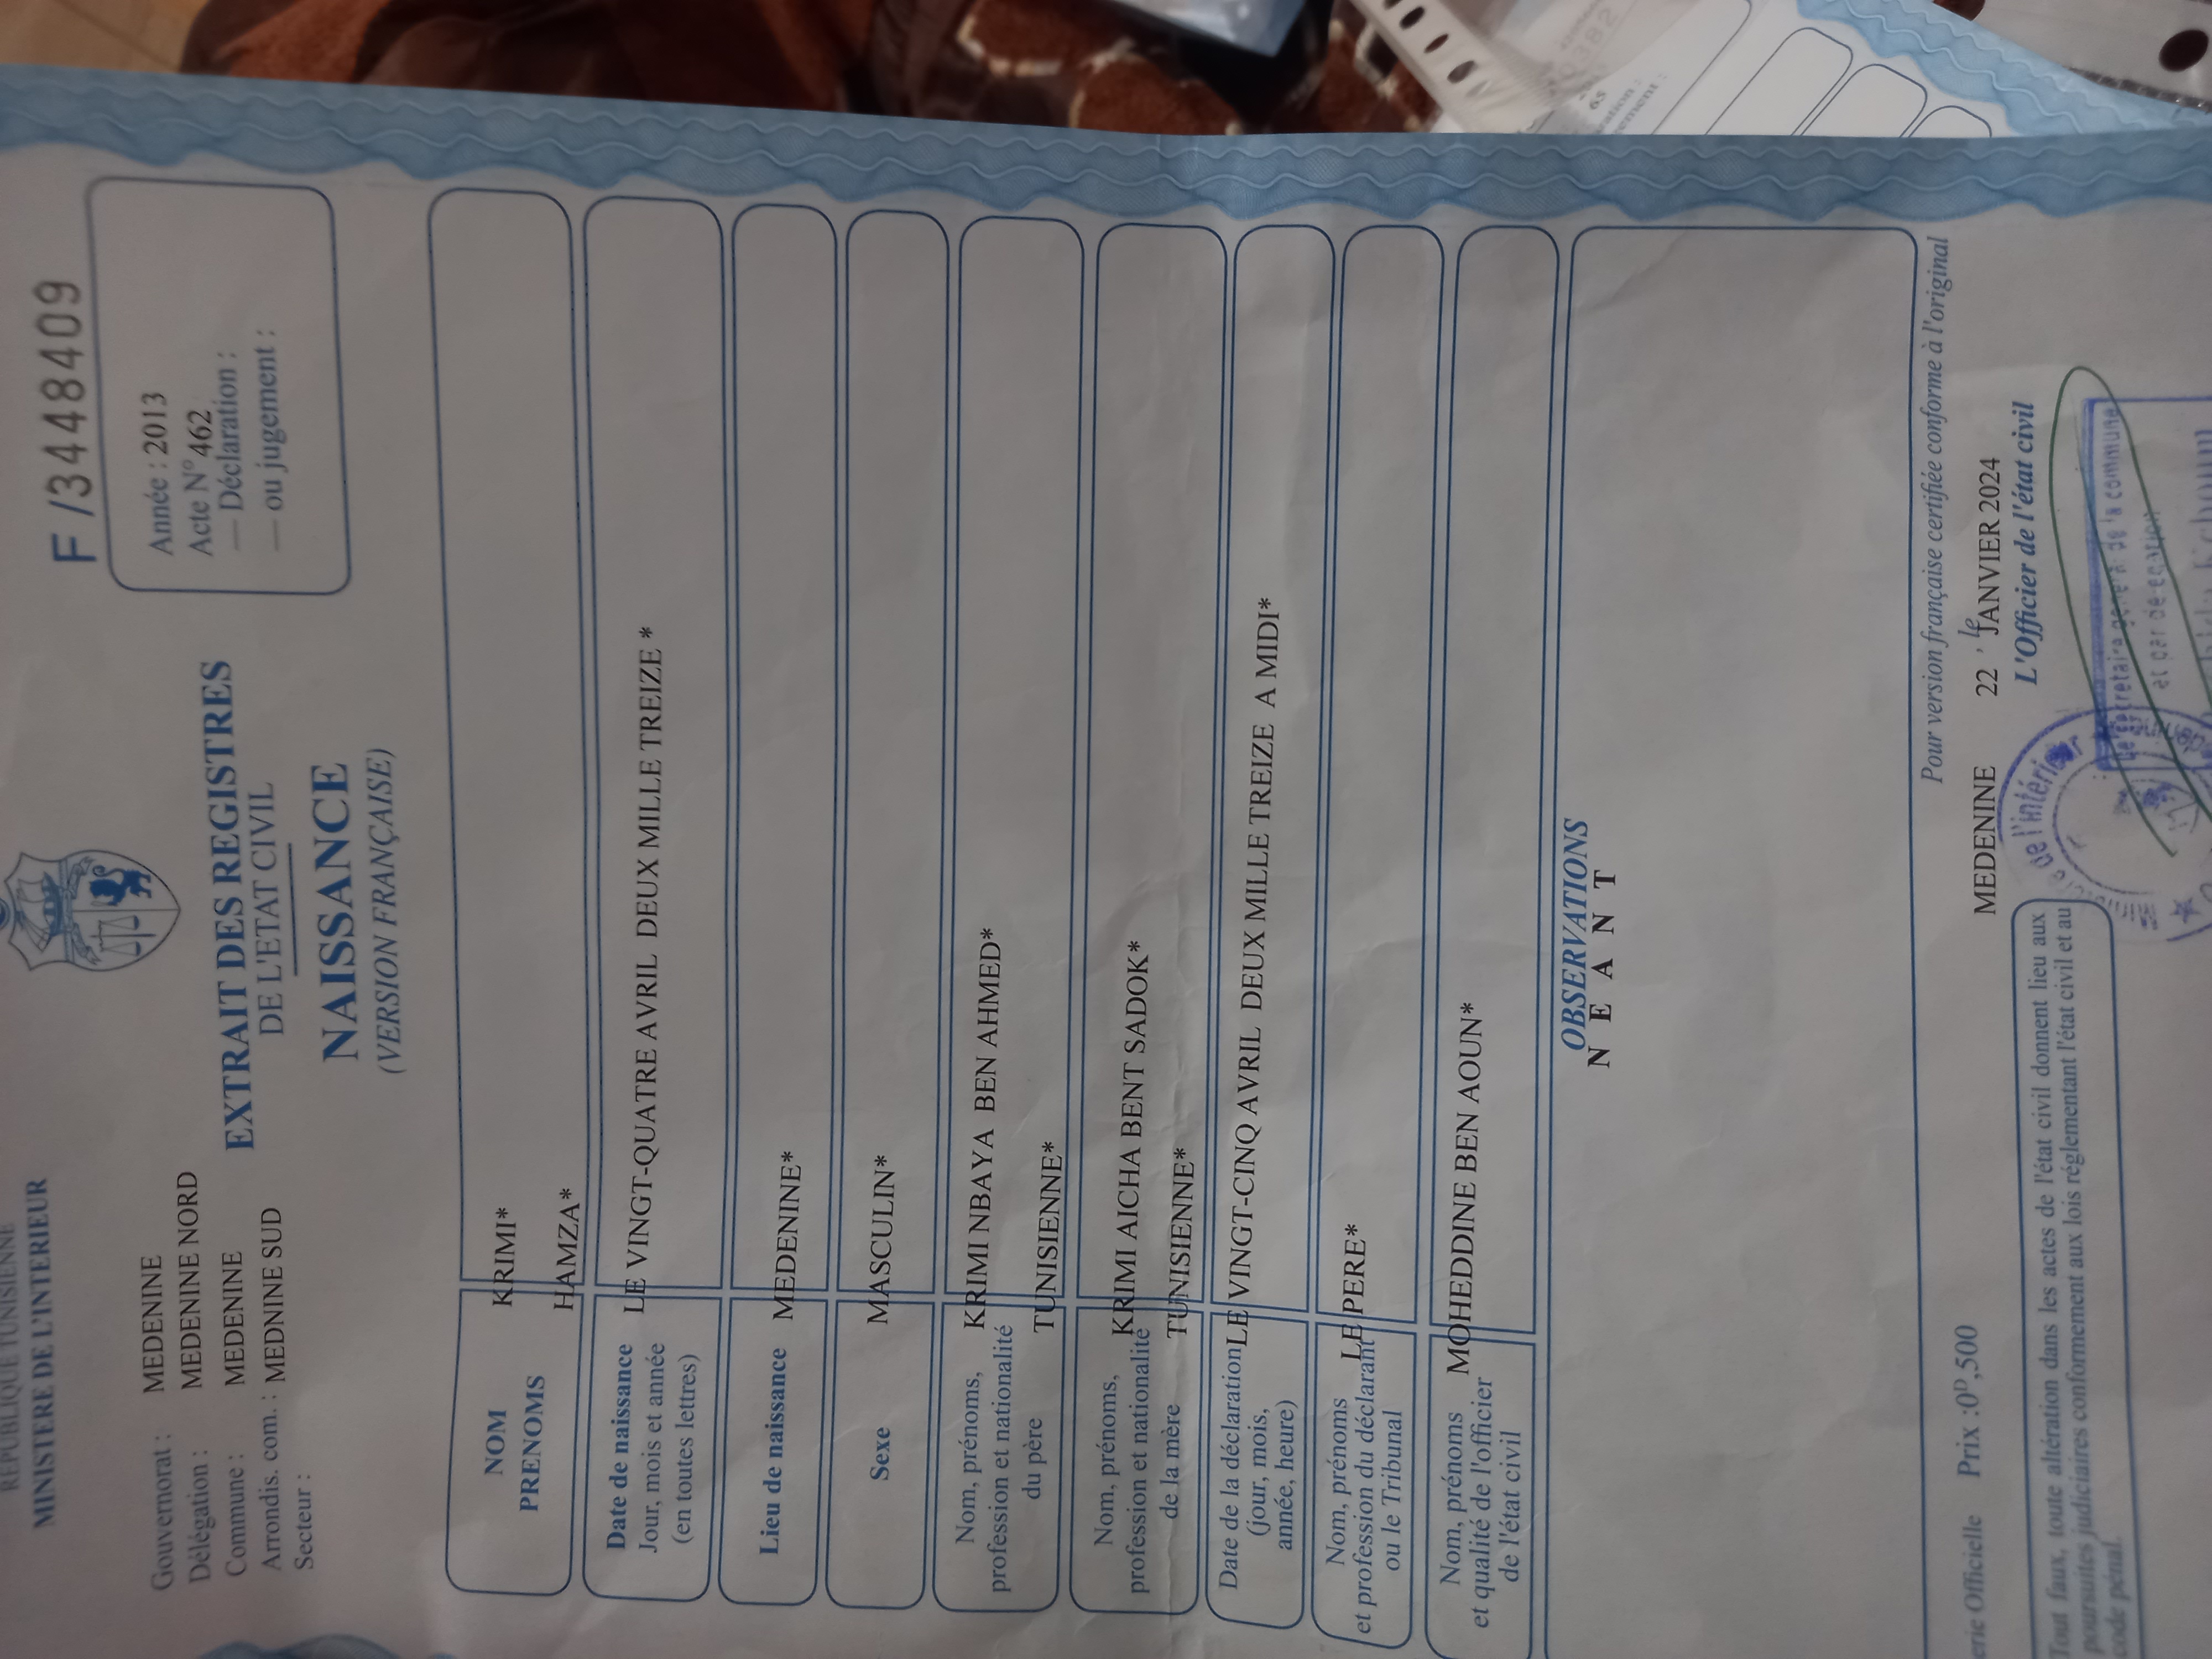 REPUBLIQUE TUNISIENNE
MINISTERE DE L'INTERIEUR
F /3448409
Gouvernorat : MEDENINE
Délégation : MEDENINE NORD
Commune : MEDENINE
Arrondis. com. : MEDNINE SUD
Secteur :
Année : 2013
Acte N° 462
— Déclaration :
— ou jugement :
EXTRAIT DES REGISTRES
DE L'ETAT CIVIL
NAISSANCE
(VERSION FRANÇAISE)
NOM KRIMI*
PRENOMS HAMZA*
Date de naissance LE VINGT-QUATRE AVRIL DEUX MILLE TREIZE *
Jour, mois et année
(en toutes lettres)
Lieu de naissance MEDENINE*
Sexe MASCULIN*
Nom, prénoms, KRIMI NBAYA BEN AHMED*
profession et nationalité
du père TUNISIENNE*
Nom, prénoms, KRIMI AICHA BENT SADOK*
profession et nationalité
de la mère TUNISIENNE*
Date de la déclaration LE VINGT-CINQ AVRIL DEUX MILLE TREIZE A MIDI*
(jour, mois,
année, heure)
Nom, prénoms LE PERE*
et profession du déclarant
ou le Tribunal
Nom, prénoms MOHEDDINE BEN AOUN*
et qualité de l'officier
de l'état civil
OBSERVATIONS
N E A N T
Pour version française certifiée conforme à l'original
MEDENINE le 22 JANVIER 2024
L'Officier de l'état civil
erie Officielle Prix : 0ᴰ,500
Tout faux, toute altération dans les actes de l'état civil donnent lieu aux
poursuites judiciaires conformement aux lois réglementant l'état civil et au
code pénal.
de l'intérieur
de la commune